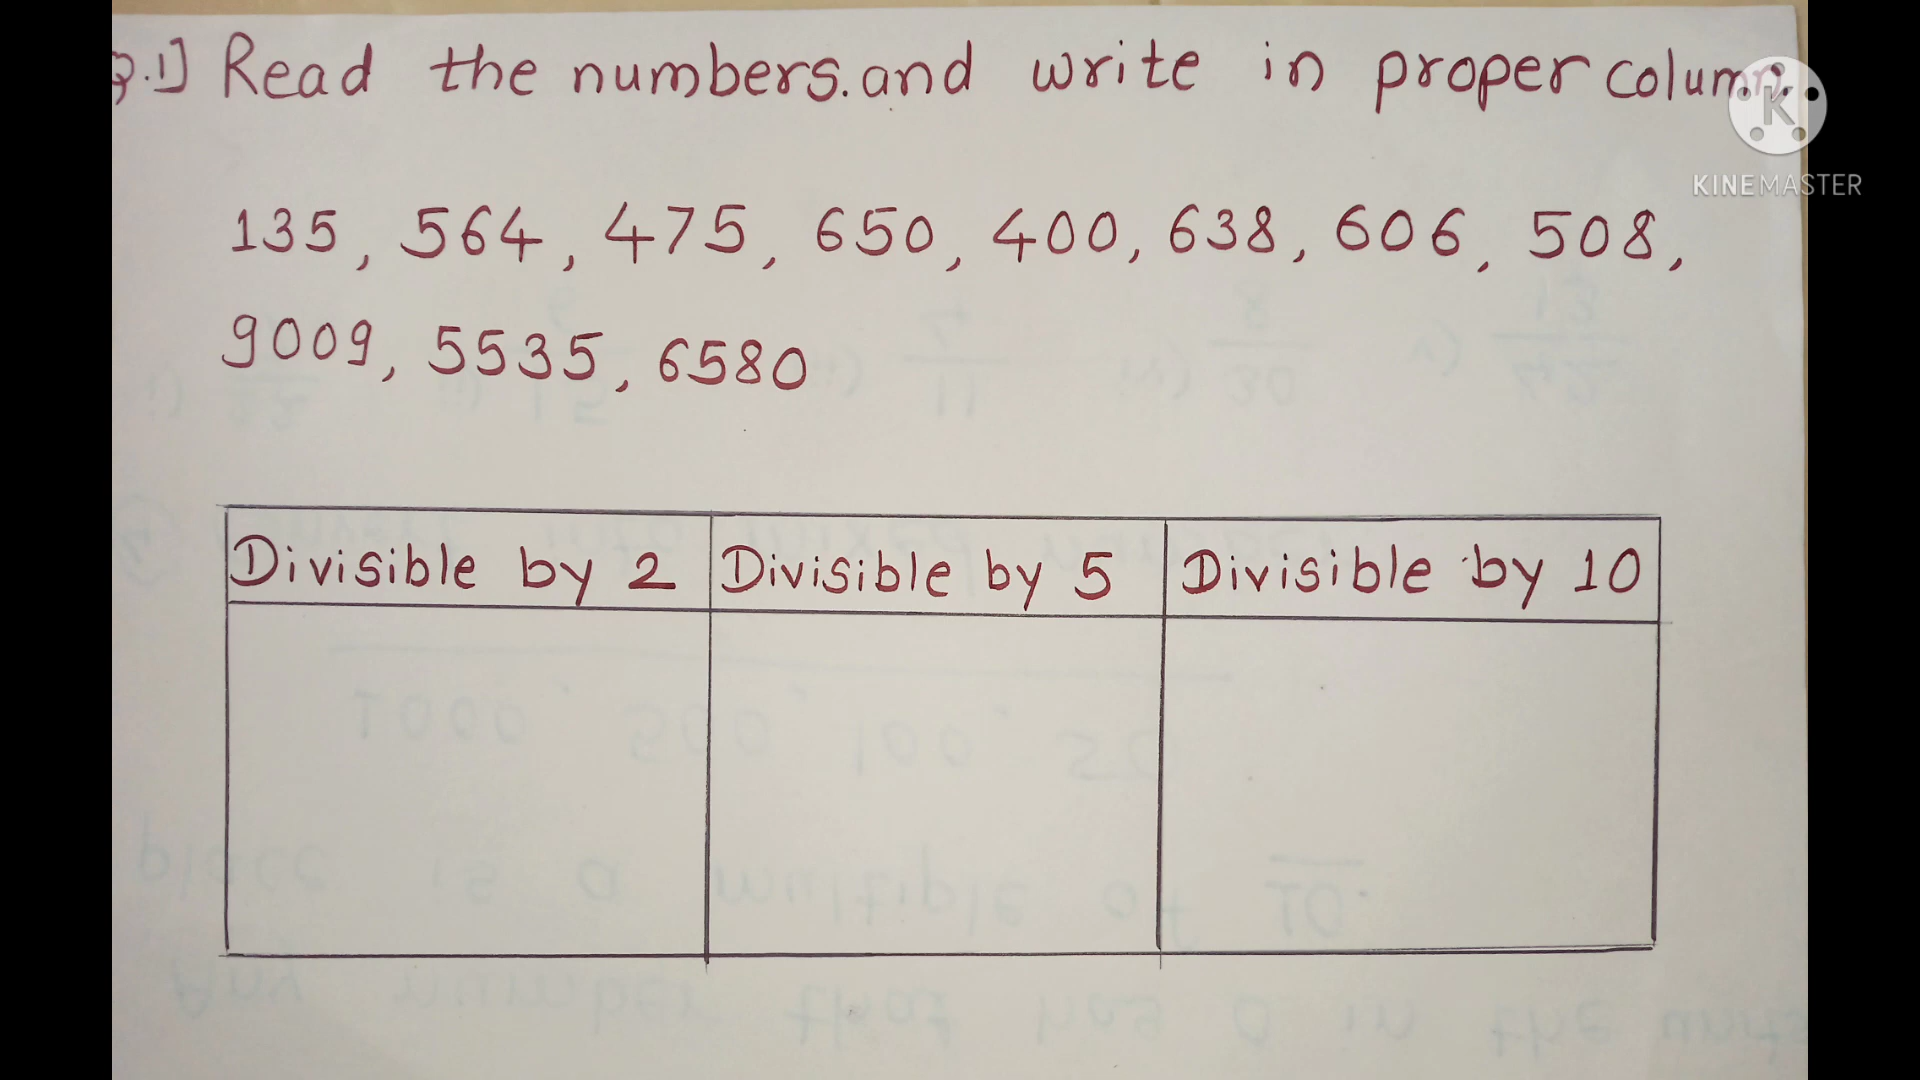 Q.1] Read the numbers.and write in proper column.
KINEMASTER
135, 564, 475, 650, 400, 638, 606, 508,
9009, 5535, 6580
Divisible by 2 Divisible by 5 Divisible by 10